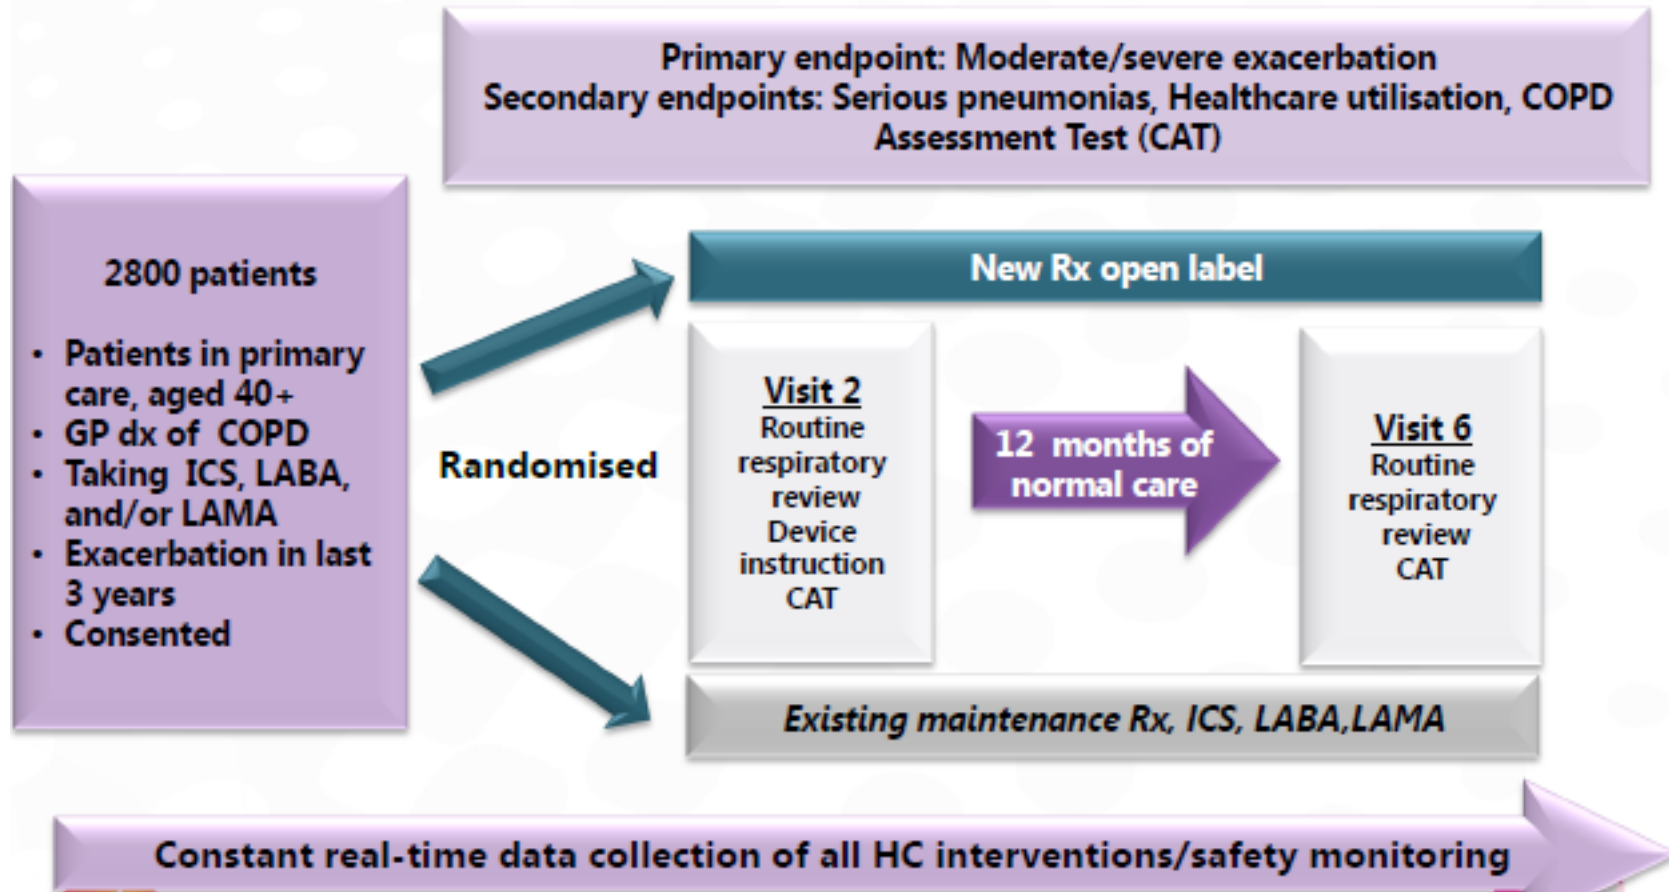 Primary endpoint: Moderate/severe exacerbation
Secondary endpoints: Serious pneumonias, Healthcare utilisation, COPD
Assessment Test (CAT)
2800 patients
• Patients in primary
care, aged 40+
• GP dx of COPD
• Taking ICS, LABA,
and/or LAMA
• Exacerbation in last
3 years
• Consented
Randomised
New Rx open label
Visit 2
Routine
respiratory
review
Device
instruction
CAT
12 months of
normal care
Visit 6
Routine
respiratory
review
CAT
Existing maintenance Rx, ICS, LABA,LAMA
Constant real-time data collection of all HC interventions/safety monitoring